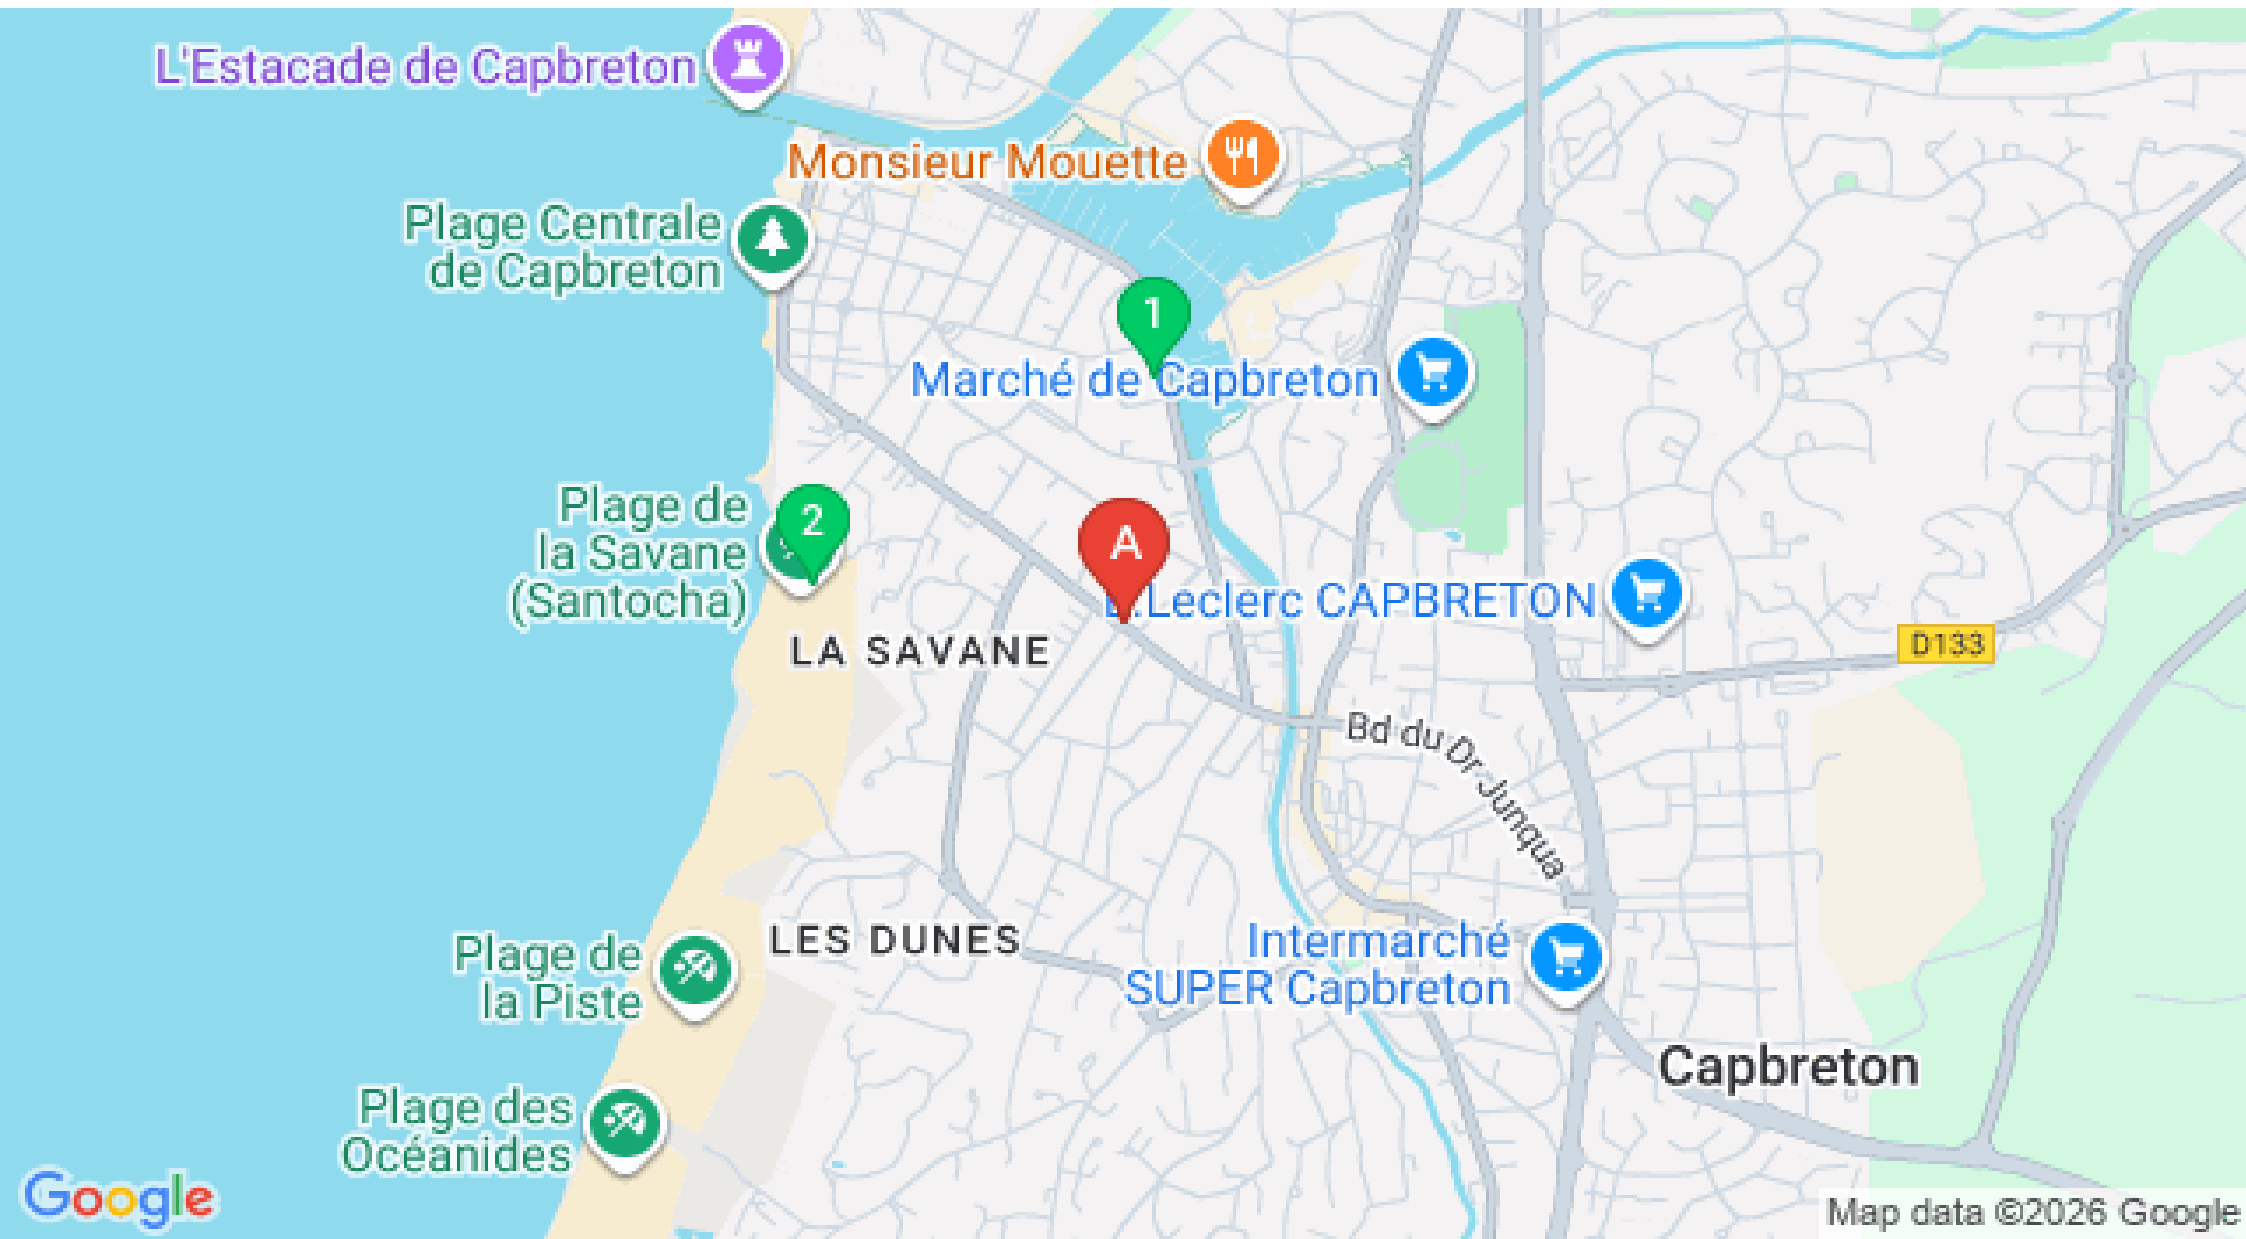 L'Estacade de Capbreton
Monsieur Mouette
Plage Centrale
de Capbreton
1
Marché de Capbreton
Plage de
la Savane
(Santocha)
2
A
E.Leclerc CAPBRETON
D133
LA SAVANE
Bd du Dr Junqua
LES DUNES
Plage de
la Piste
Intermarché
SUPER Capbreton
Capbreton
Plage des
Océanides
Google
Map data ©2026 Google